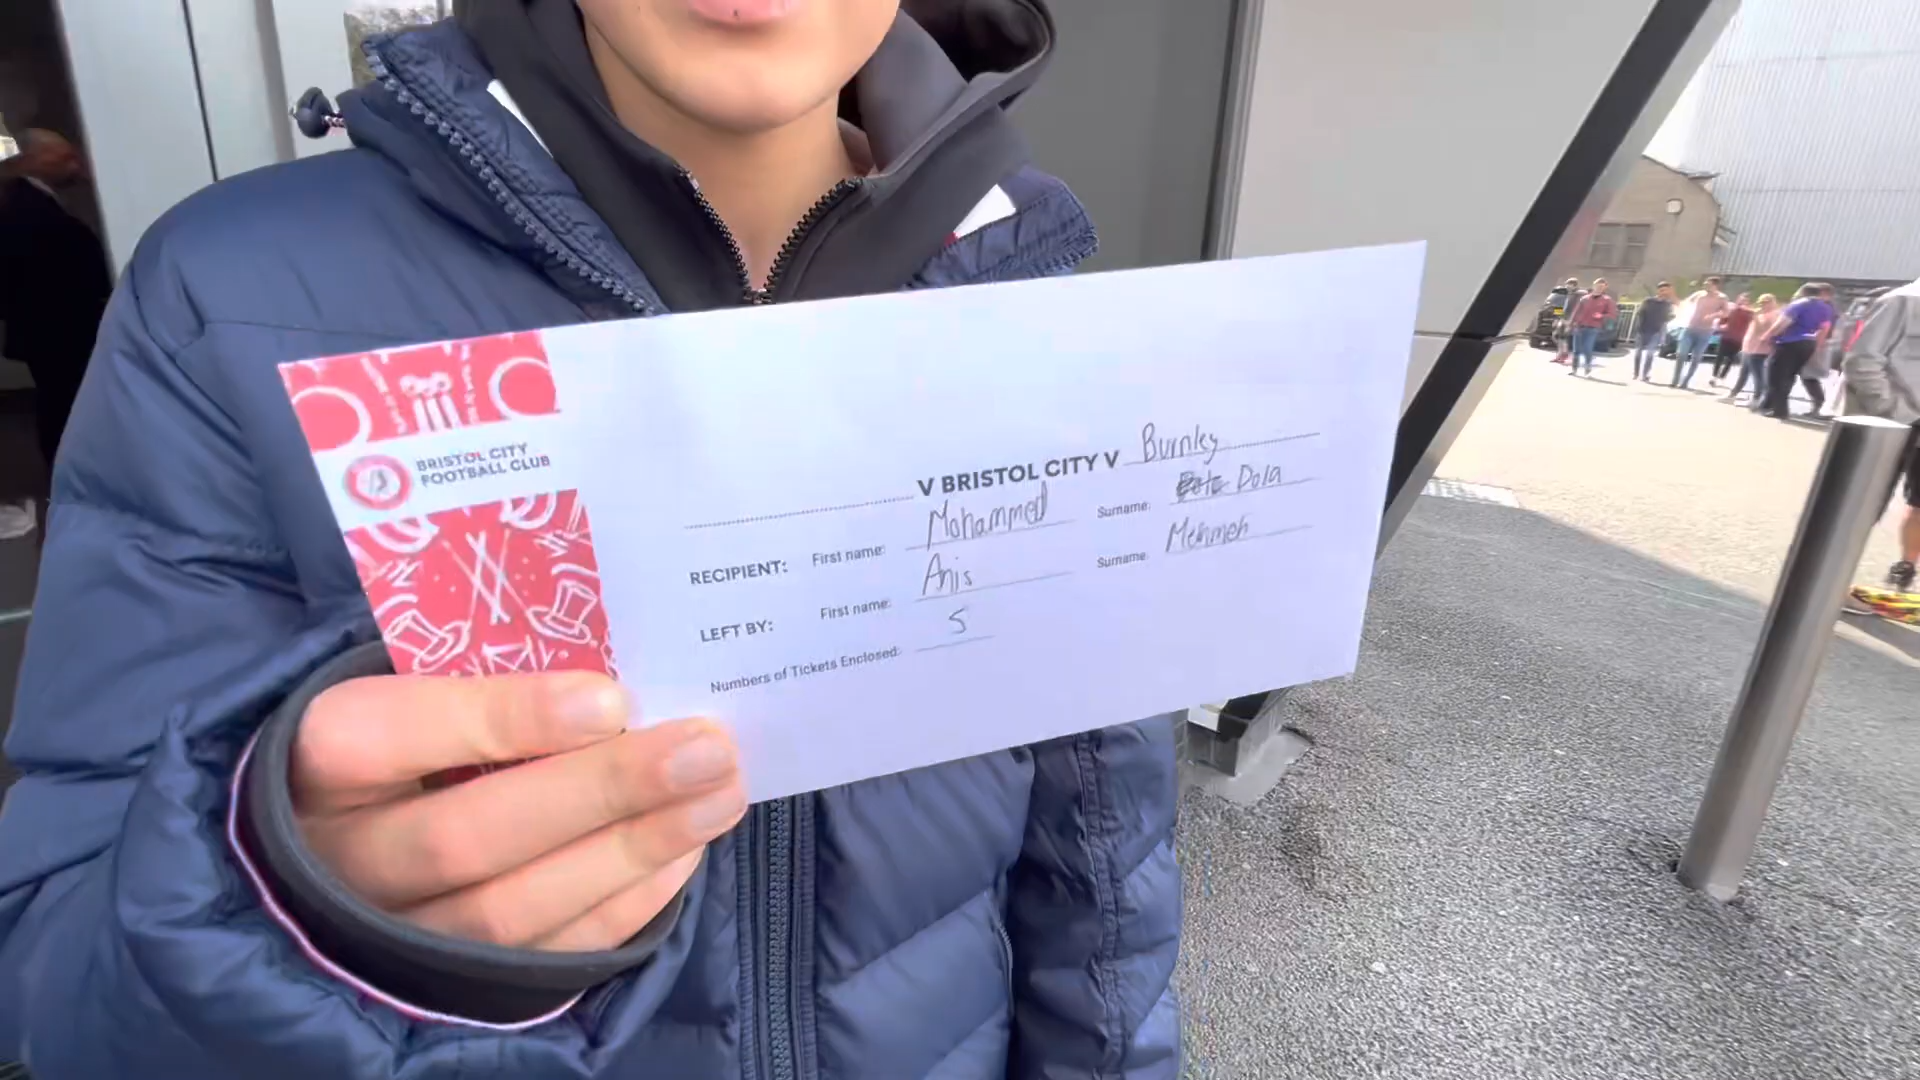 BRISTOL CITY
FOOTBALL CLUB
V BRISTOL CITY V Burnley
RECIPIENT: First name: Mohammed Surname: Dola
LEFT BY: First name: Anis Surname: Mehmeh
Numbers of Tickets Enclosed: 5